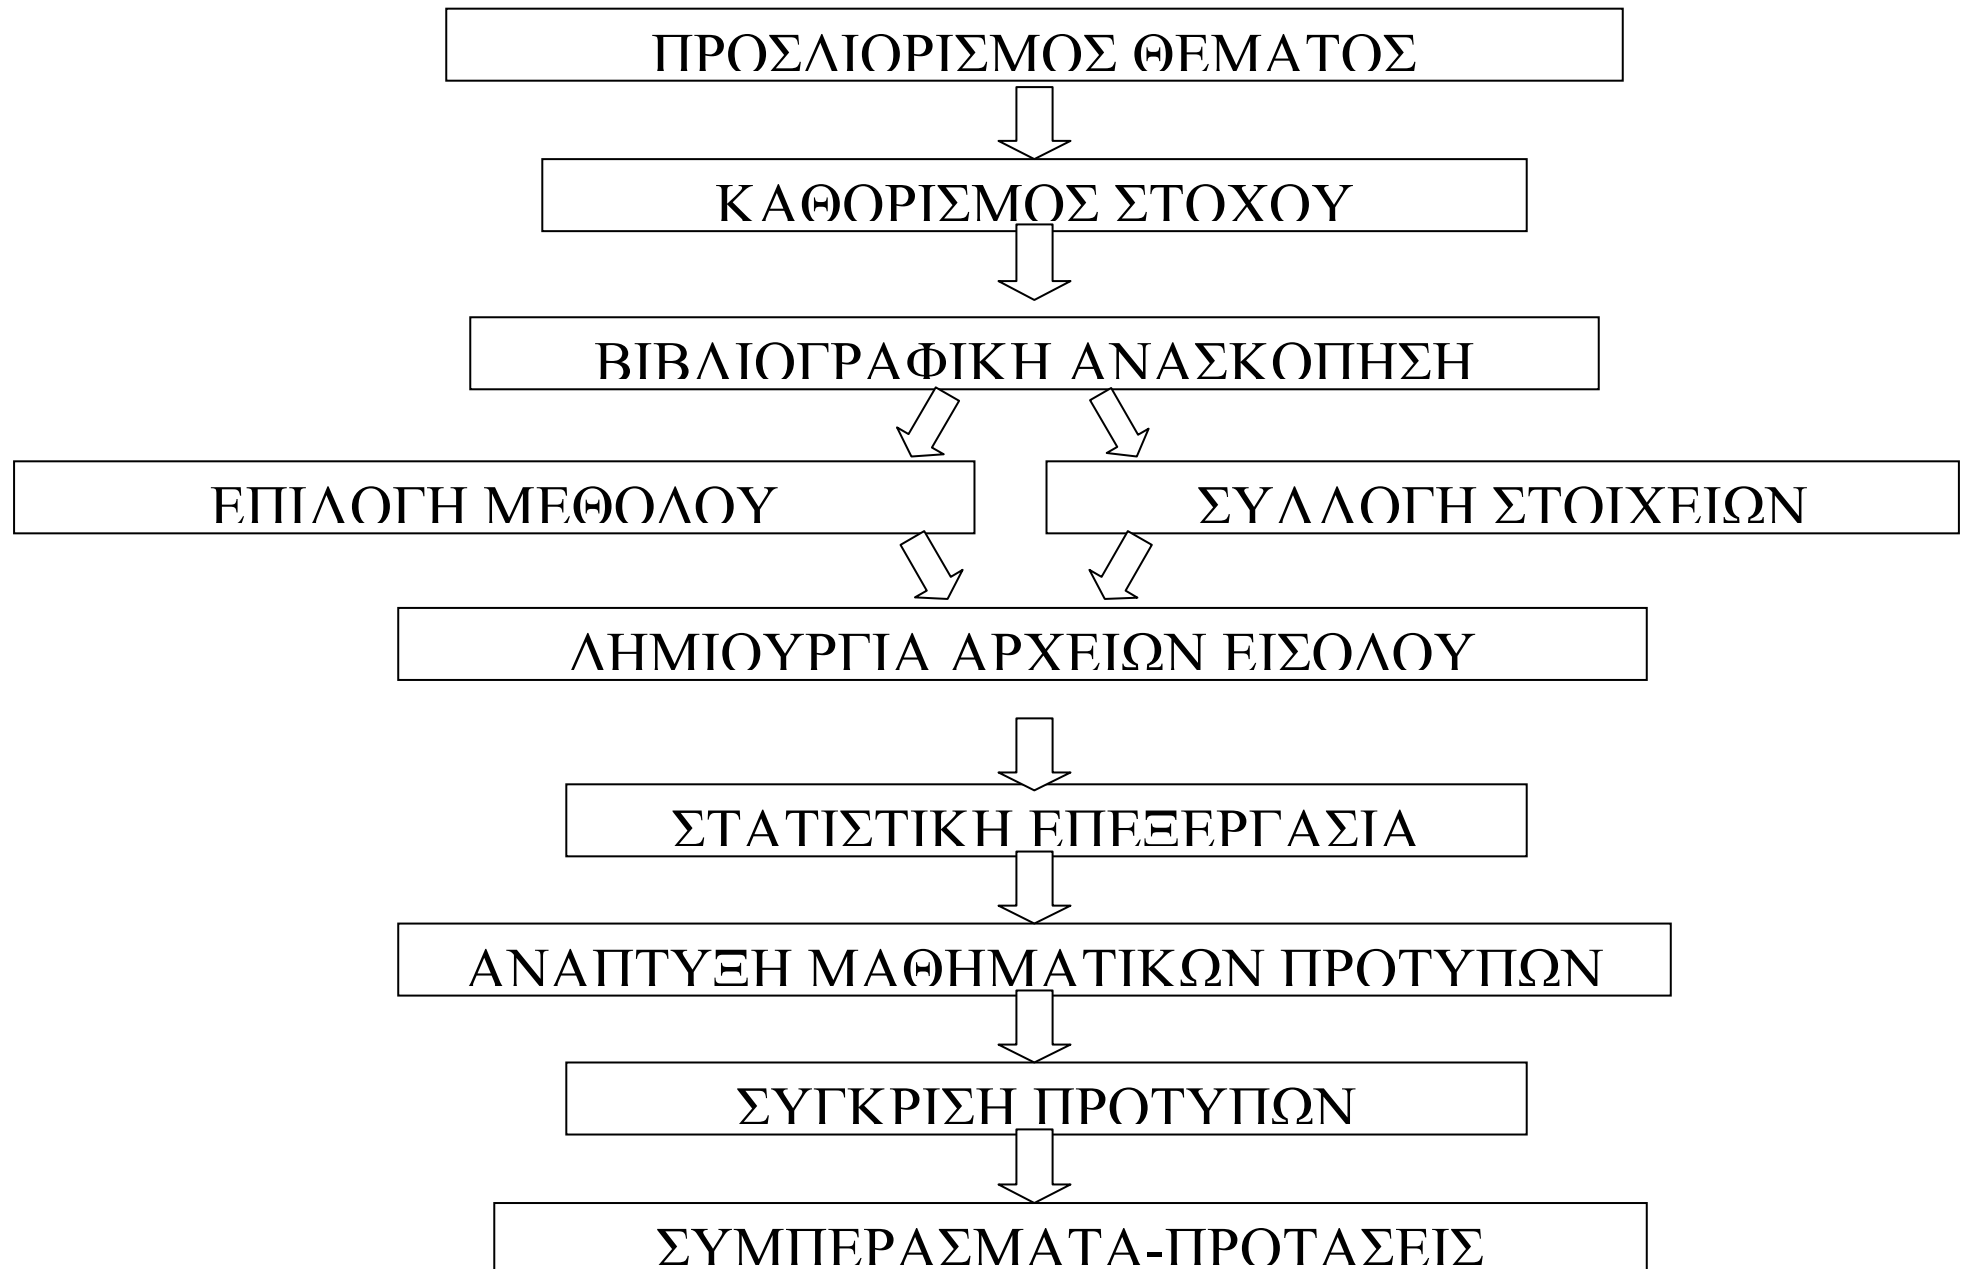 ΠΡΟΣΔΙΟΡΙΣΜΟΣ ΘΕΜΑΤΟΣ
ΚΑΘΟΡΙΣΜΟΣ ΣΤΟΧΟΥ
ΒΙΒΛΙΟΓΡΑΦΙΚΗ ΑΝΑΣΚΟΠΗΣΗ
ΕΠΙΛΟΓΗ ΜΕΘΟΔΟΥ
ΣΥΛΛΟΓΗ ΣΤΟΙΧΕΙΩΝ
ΔΗΜΙΟΥΡΓΙΑ ΑΡΧΕΙΩΝ ΕΙΣΟΔΟΥ
ΣΤΑΤΙΣΤΙΚΗ ΕΠΕΞΕΡΓΑΣΙΑ
ΑΝΑΠΤΥΞΗ ΜΑΘΗΜΑΤΙΚΩΝ ΠΡΟΤΥΠΩΝ
ΣΥΓΚΡΙΣΗ ΠΡΟΤΥΠΩΝ
ΣΥΜΠΕΡΑΣΜΑΤΑ-ΠΡΟΤΑΣΕΙΣ